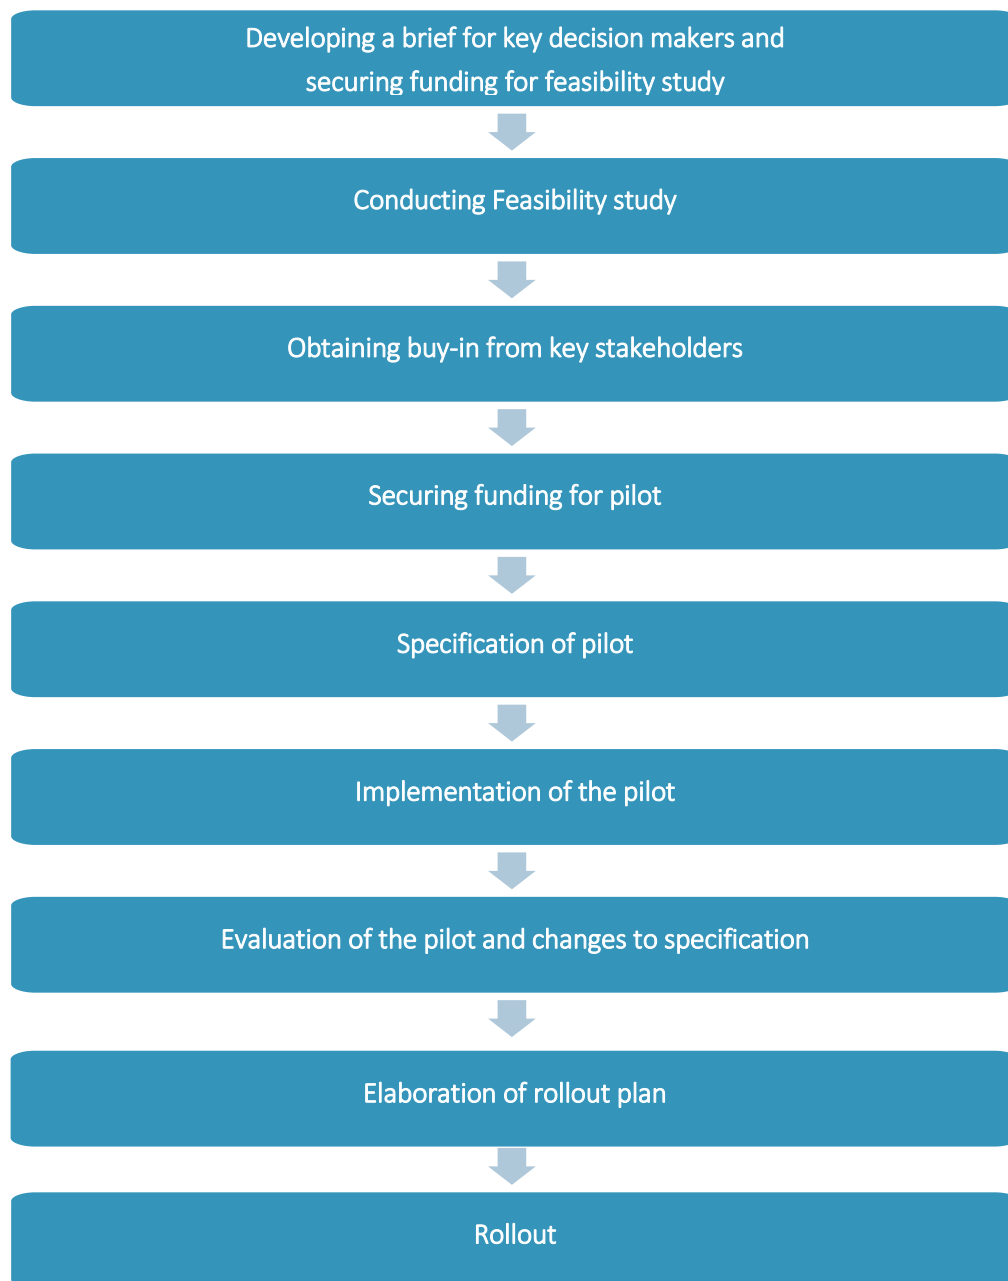 Developing a brief for key decision makers and
securing funding for feasibility study
Conducting Feasibility study
Obtaining buy-in from key stakeholders
Securing funding for pilot
Specification of pilot
Implementation of the pilot
Evaluation of the pilot and changes to specification
Elaboration of rollout plan
Rollout